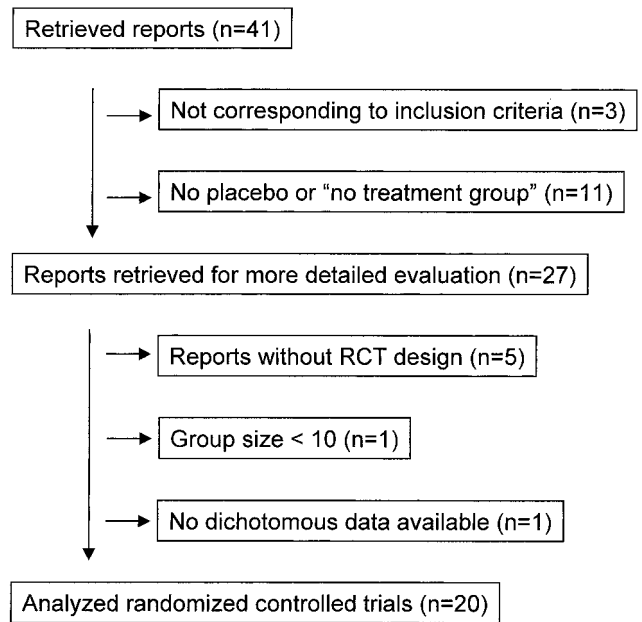 Retrieved reports (n=41)
Not corresponding to inclusion criteria (n=3)
No placebo or “no treatment group” (n=11)
Reports retrieved for more detailed evaluation (n=27)
Reports without RCT design (n=5)
Group size < 10 (n=1)
No dichotomous data available (n=1)
Analyzed randomized controlled trials (n=20)